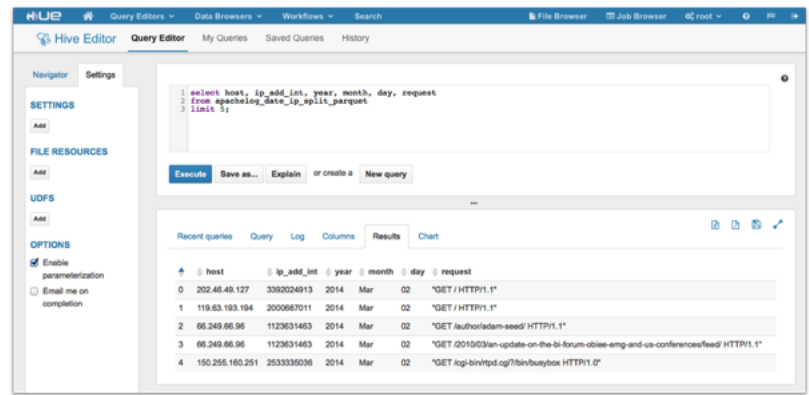 HUE Query Editors Data Browsers Workflows Search File Browser Job Browser root
Hive Editor Query Editor My Queries Saved Queries History
Navigator Settings
SETTINGS
Add
FILE RESOURCES
Add
UDFS
Add
OPTIONS
Enable
parameterization
Email me on
completion
1 select host, ip_add_int, year, month, day, request
2 from apachelog_date_ip_split_parquet
3 limit 5;
Execute Save as... Explain or create a New query
Recent queries Query Log Columns Results Chart
host ip_add_int year month day request
0 202.46.49.127 3392024913 2014 Mar 02 "GET / HTTP/1.1"
1 119.63.193.194 2000667011 2014 Mar 02 "GET / HTTP/1.1"
2 66.249.66.96 1123631463 2014 Mar 02 "GET /author/adam-seed/ HTTP/1.1"
3 66.249.66.96 1123631463 2014 Mar 02 "GET /2010/03/an-update-on-the-bi-forum-obiee-emg-and-us-conferences/feed/ HTTP/1.1"
4 150.255.160.251 2533335036 2014 Mar 02 "GET /cgi-bin/rtpd.cgi?/bin/busybox HTTP/1.0"